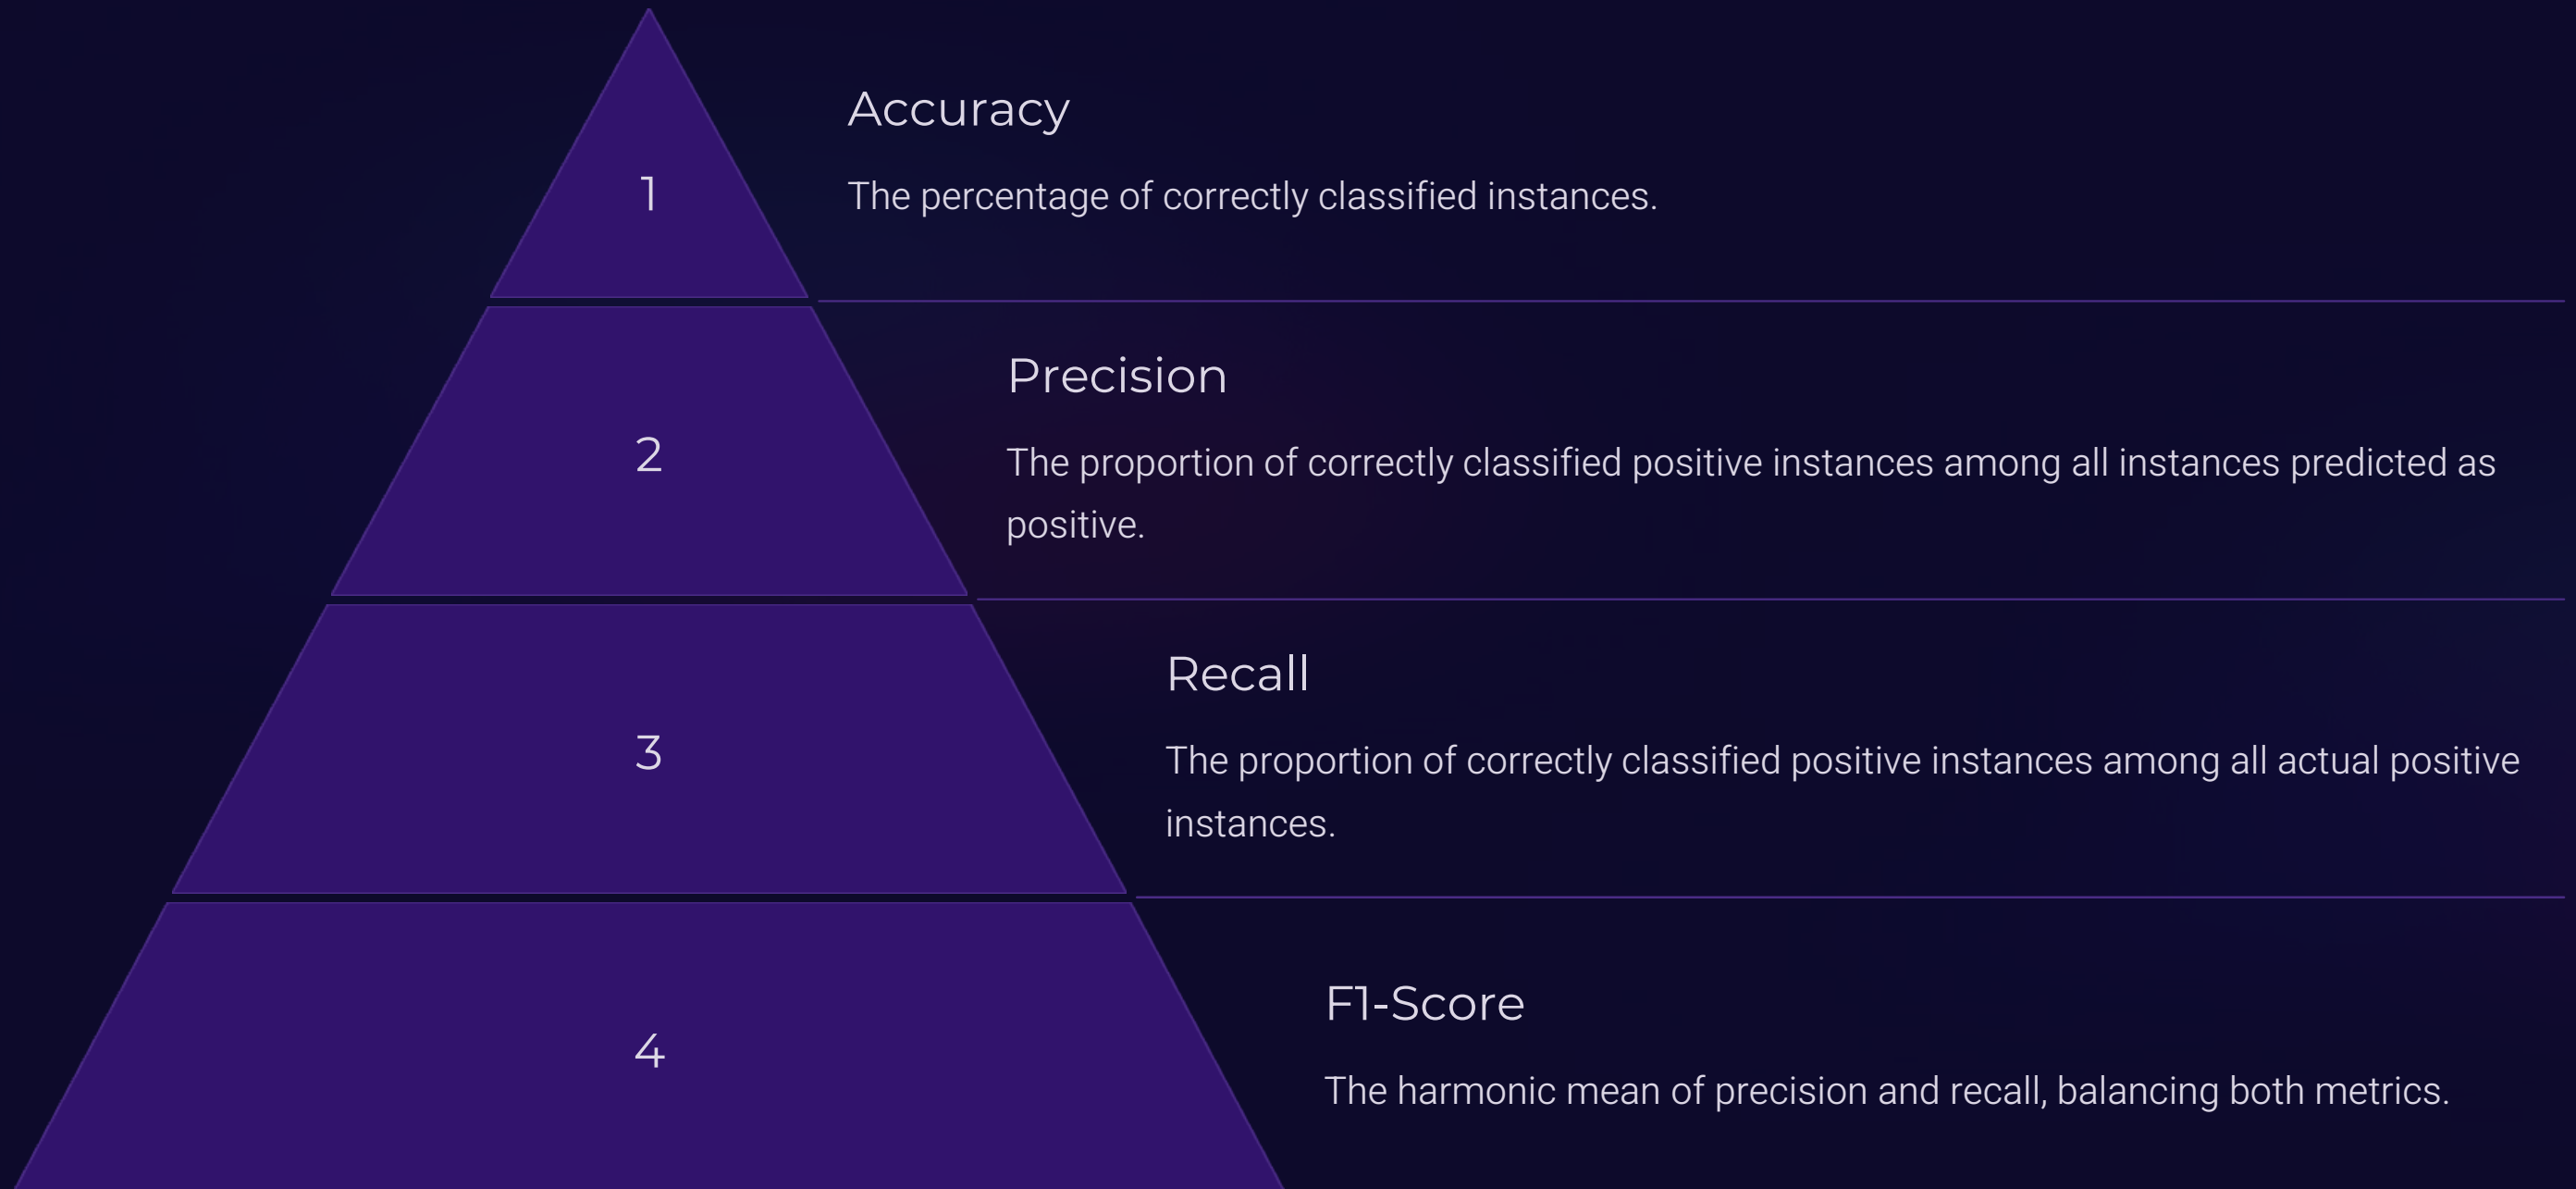 1
Accuracy
The percentage of correctly classified instances.
2
Precision
The proportion of correctly classified positive instances among all instances predicted as
positive.
3
Recall
The proportion of correctly classified positive instances among all actual positive
instances.
4
F1-Score
The harmonic mean of precision and recall, balancing both metrics.